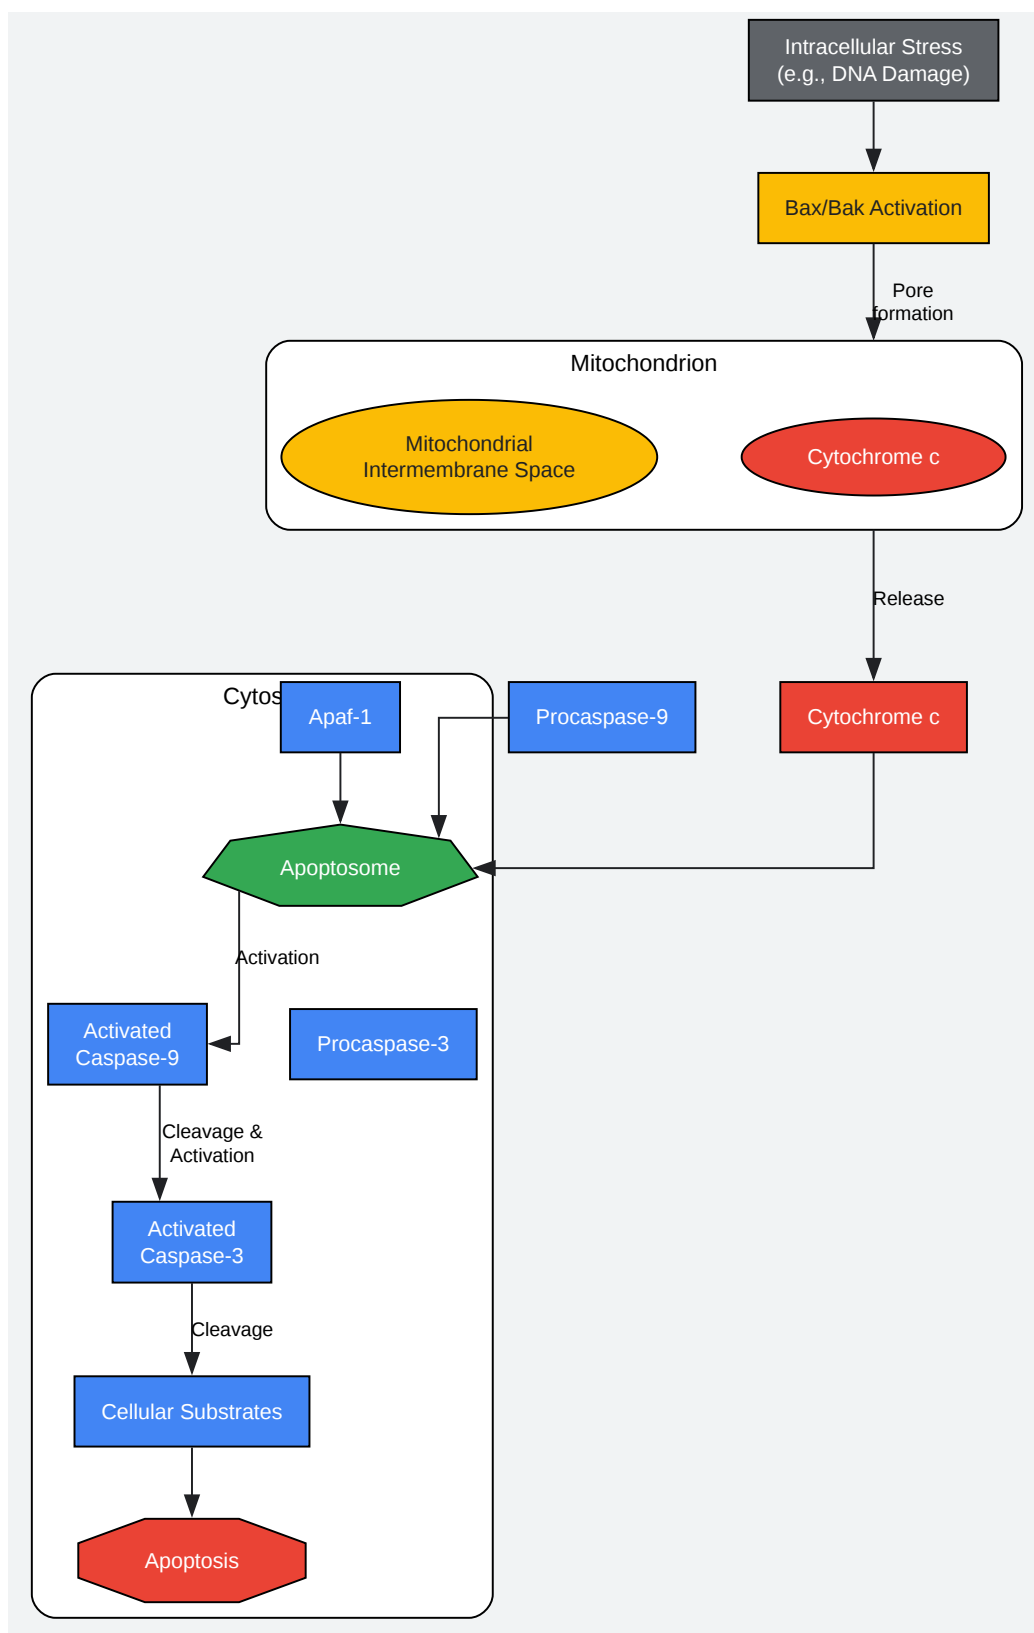 Intracellular Stress
(e.g., DNA Damage)
Bax/Bak Activation
Pore
formation
Mitochondrion
Mitochondrial
Intermembrane Space
Cytochrome c
Release
Cytos
Apaf-1
Procaspase-9
Cytochrome c
Apoptosome
Activation
Activated
Caspase-9
Procaspase-3
Cleavage &
Activation
Activated
Caspase-3
Cleavage
Cellular Substrates
Apoptosis